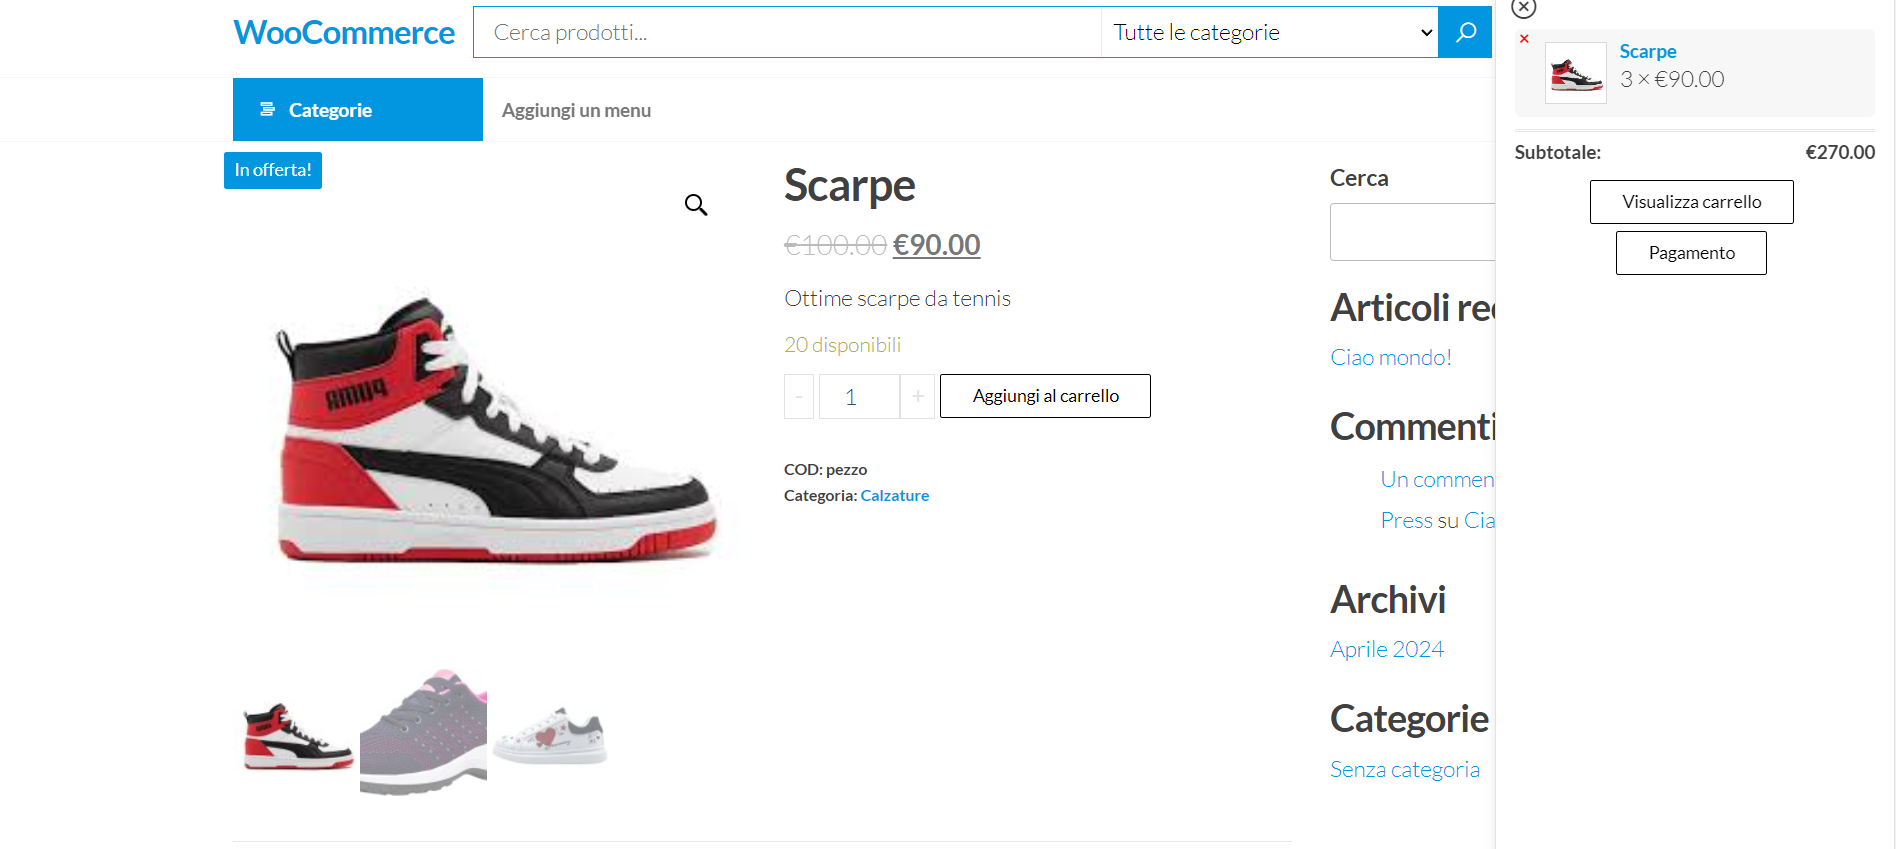 WooCommerce
Cerca prodotti...
Tutte le categorie
Categorie
Aggiungi un menu
In offerta!
PUMA
Scarpe
€100.00 €90.00
Ottime scarpe da tennis
20 disponibili
- 1 + Aggiungi al carrello
COD: pezzo
Categoria: Calzature
Cerca
Articoli rec
Ciao mondo!
Commenti
Un commen
Press su Cia
Archivi
Aprile 2024
Categorie
Senza categoria
×
Scarpe
3 × €90.00
Subtotale: €270.00
Visualizza carrello
Pagamento